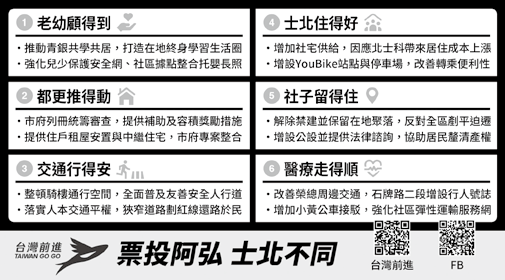 1 老幼顧得到
・推動青銀共學共居，打造在地終身學習生活圈
・強化兒少保護安全網、社區據點整合托嬰長照
2 都更推得動
・市府列冊統籌審查，提供補助及容積獎勵措施
・提供住戶租屋安置與中繼住宅，市府專案整合
3 交通行得安
・整頓騎樓通行空間，全面普及友善安全人行道
・落實人本交通平權，狹窄道路劃紅線還路於民
4 士北住得好
・增加社宅供給，因應北士科帶來居住成本上漲
・增設YouBike站點與停車場，改善轉乘便利性
5 社子留得住
・解除禁建並保留在地聚落，反對全區剷平迫遷
・增設公設並提供法律諮詢，協助居民釐清產權
6 醫療走得順
・改善榮總周邊交通，石牌路二段增設行人號誌
・增加小黃公車接駁，強化社區彈性運輸服務網
台灣前進
TAIWAN GO GO
票投阿弘 士北不同
台灣前進
FB